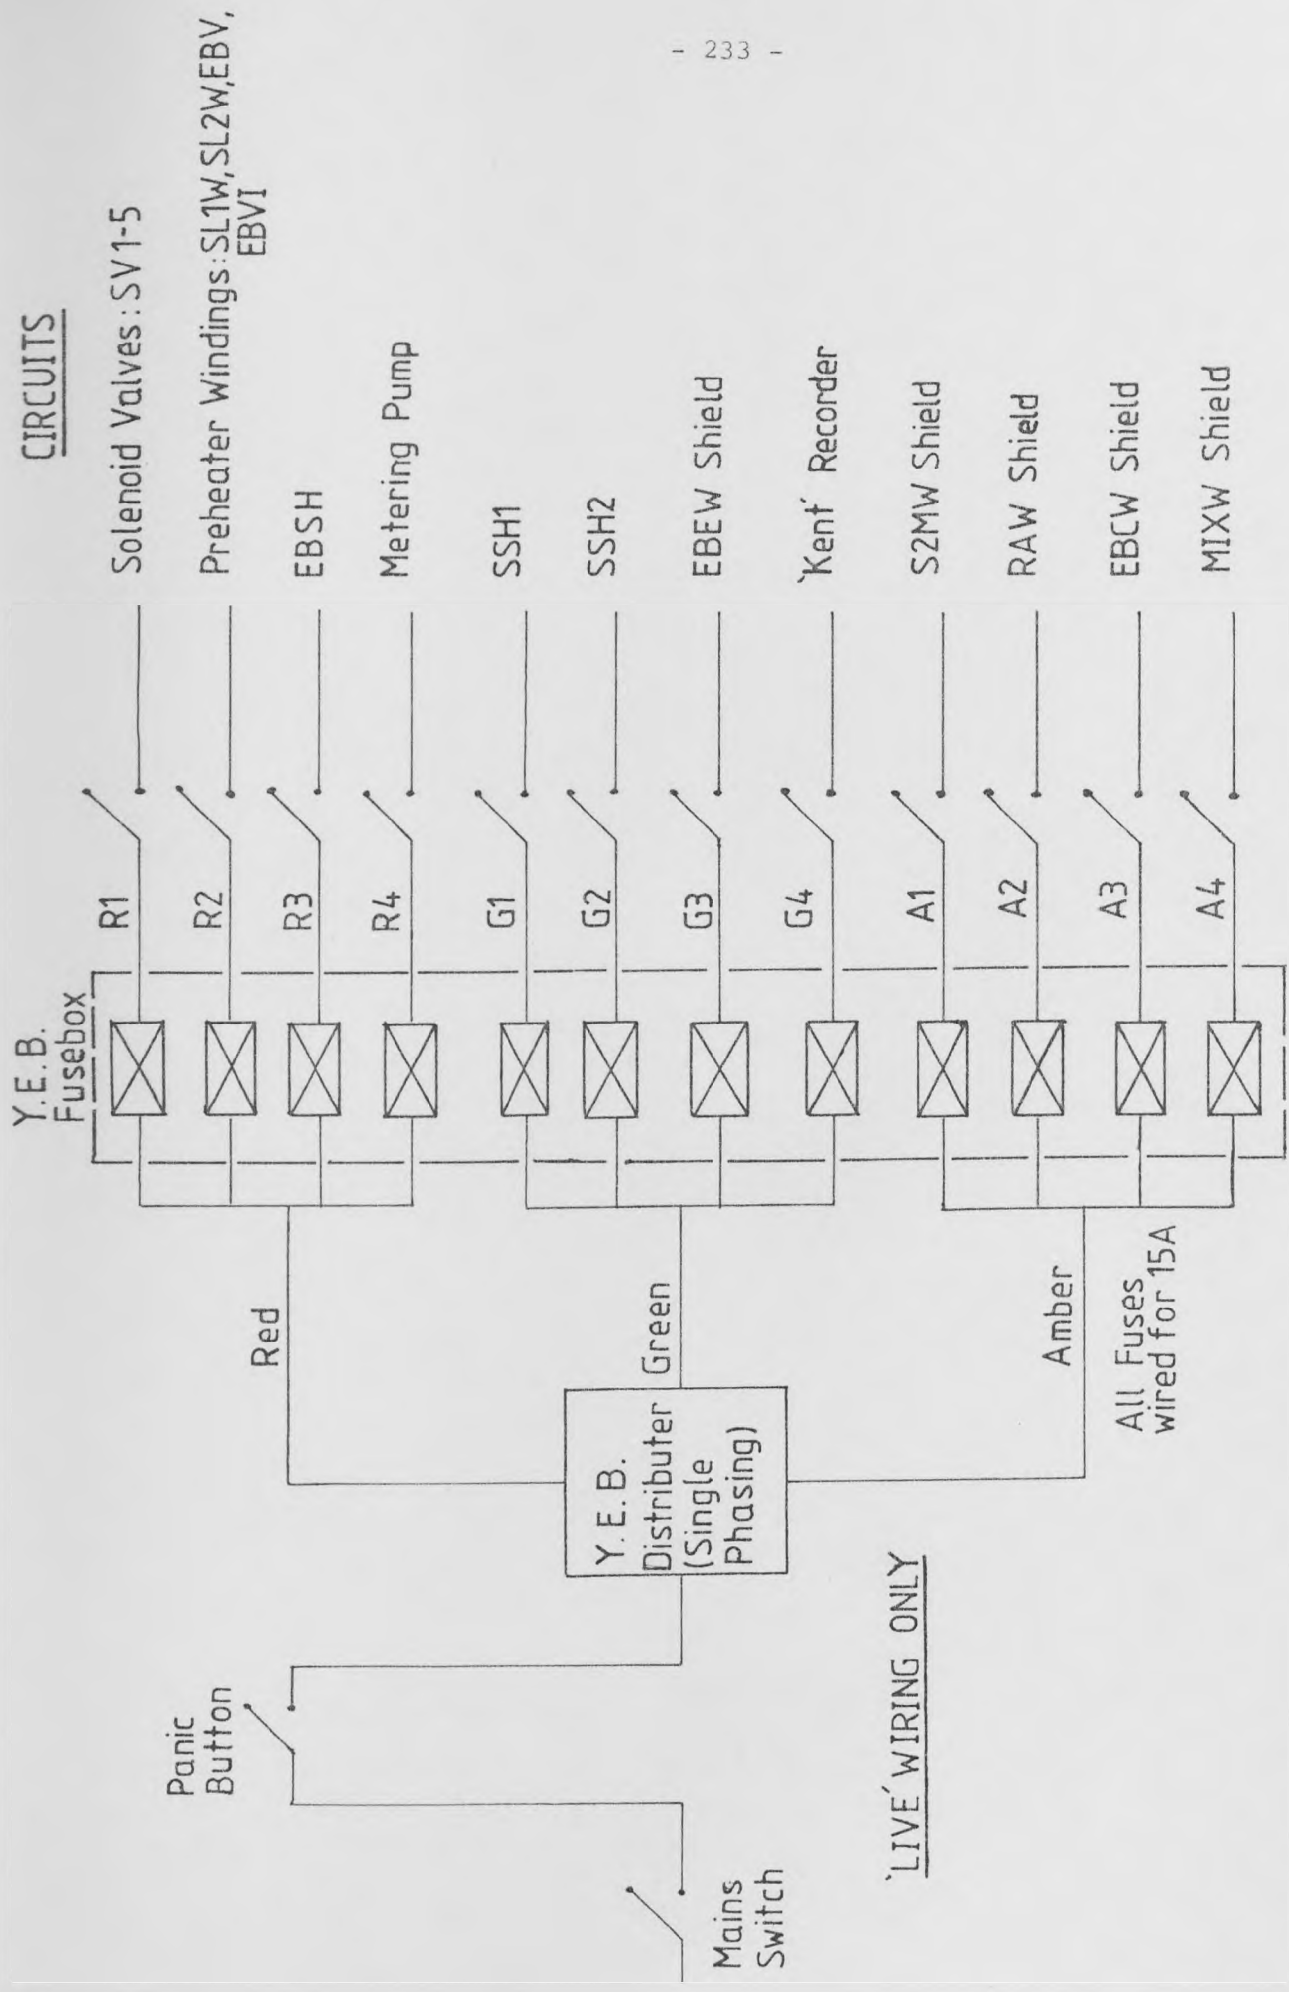 - 233 -
CIRCUITS
Solenoid Valves: SV1-5
Preheater Windings: SL1W, SL2W, EBV,
EBVI
EBSH
Metering Pump
SSH1
SSH2
EBEW Shield
`Kent´ Recorder
S2MW Shield
RAW Shield
EBCW Shield
MIXW Shield
R1
R2
R3
R4
G1
G2
G3
G4
A1
A2
A3
A4
Y.E.B.
Fusebox
Red
Green
Amber
All Fuses
wired for 15A
Y.E.B.
Distributer
(Single
Phasing)
Panic
Button
Mains
Switch
`LIVE´ WIRING ONLY